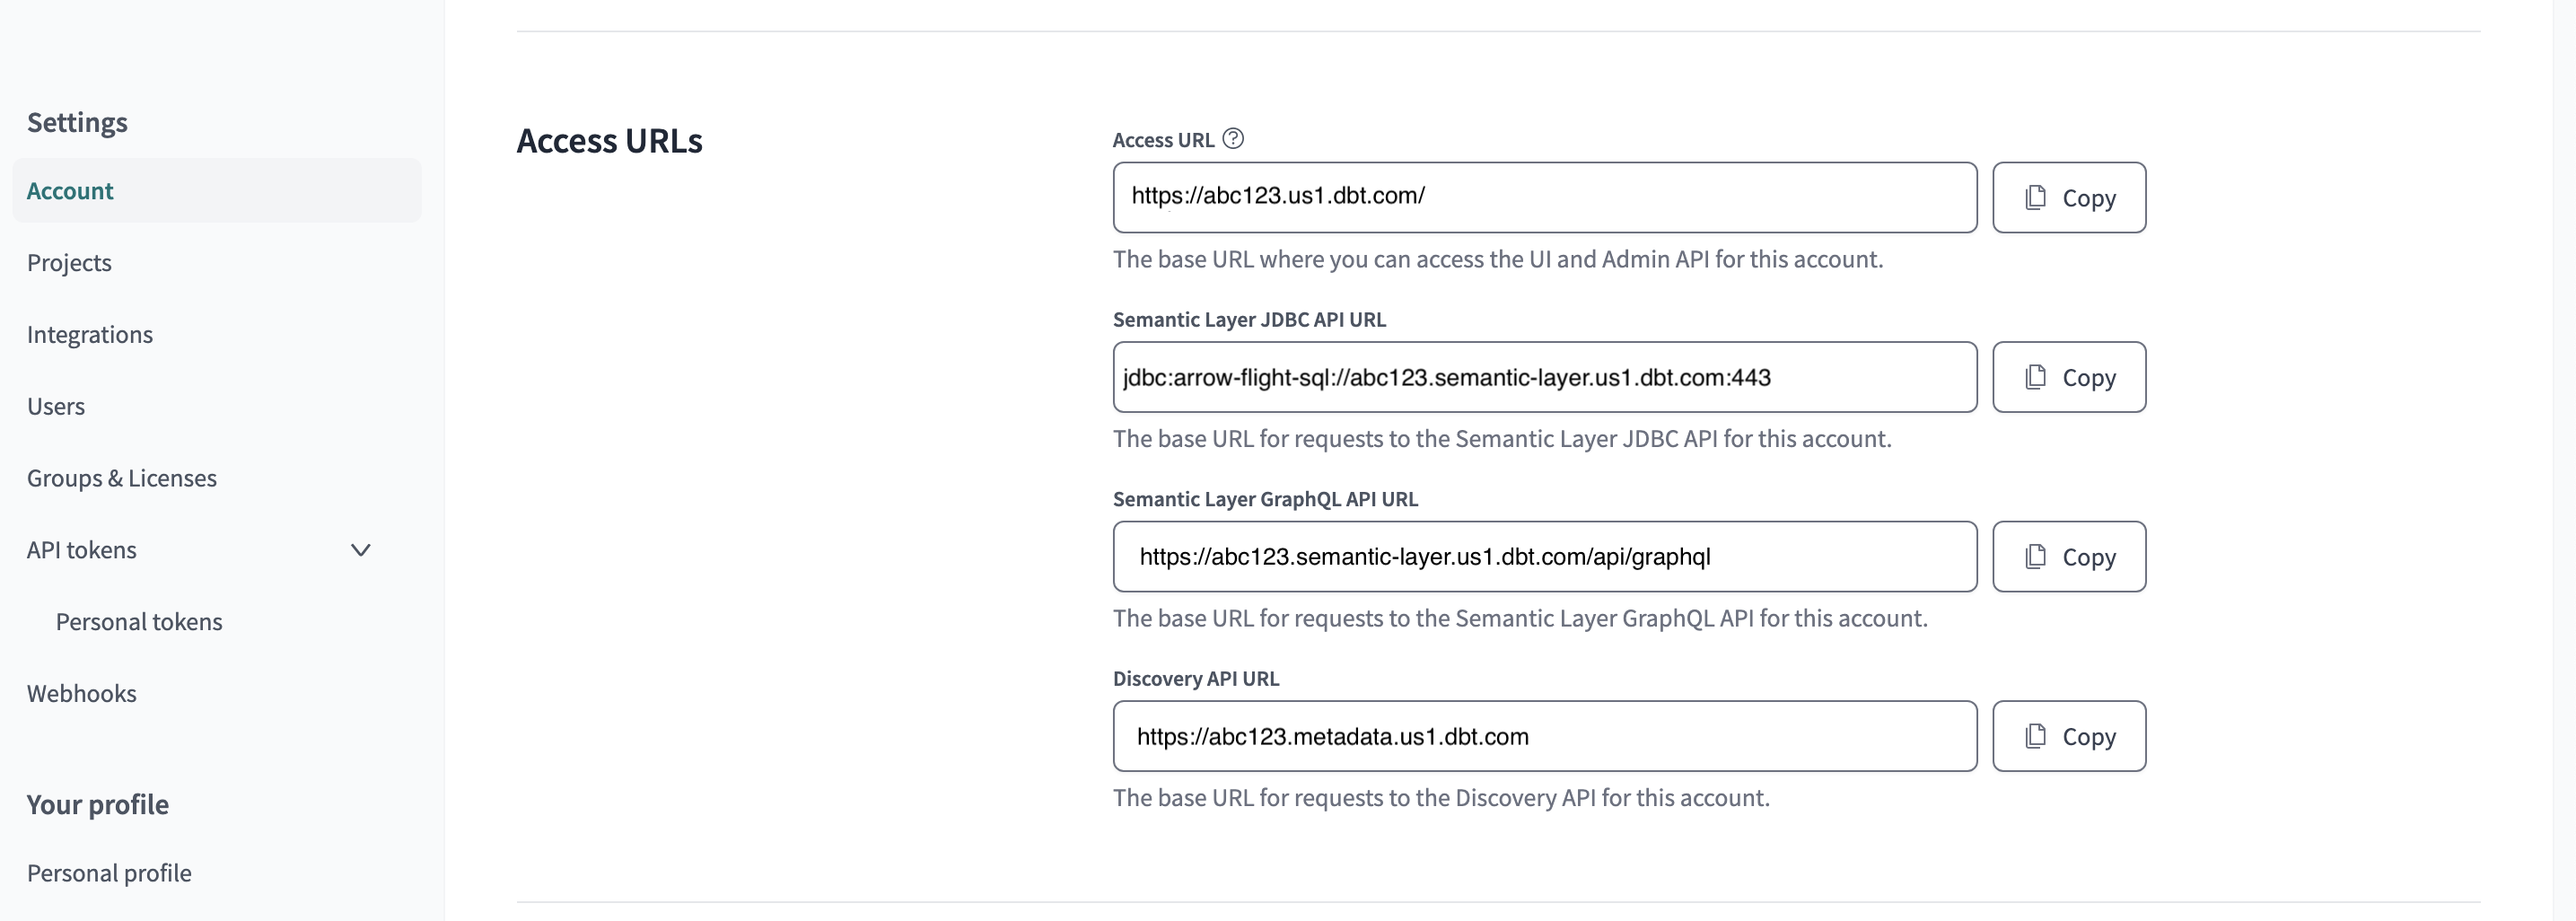 Settings
Account
Projects
Integrations
Users
Groups & Licenses
API tokens
Personal tokens
Webhooks
Your profile
Personal profile
Access URLs
Access URL
https://abc123.us1.dbt.com/
Copy
The base URL where you can access the UI and Admin API for this account.
Semantic Layer JDBC API URL
jdbc:arrow-flight-sql://abc123.semantic-layer.us1.dbt.com:443
Copy
The base URL for requests to the Semantic Layer JDBC API for this account.
Semantic Layer GraphQL API URL
https://abc123.semantic-layer.us1.dbt.com/api/graphql
Copy
The base URL for requests to the Semantic Layer GraphQL API for this account.
Discovery API URL
https://abc123.metadata.us1.dbt.com
Copy
The base URL for requests to the Discovery API for this account.